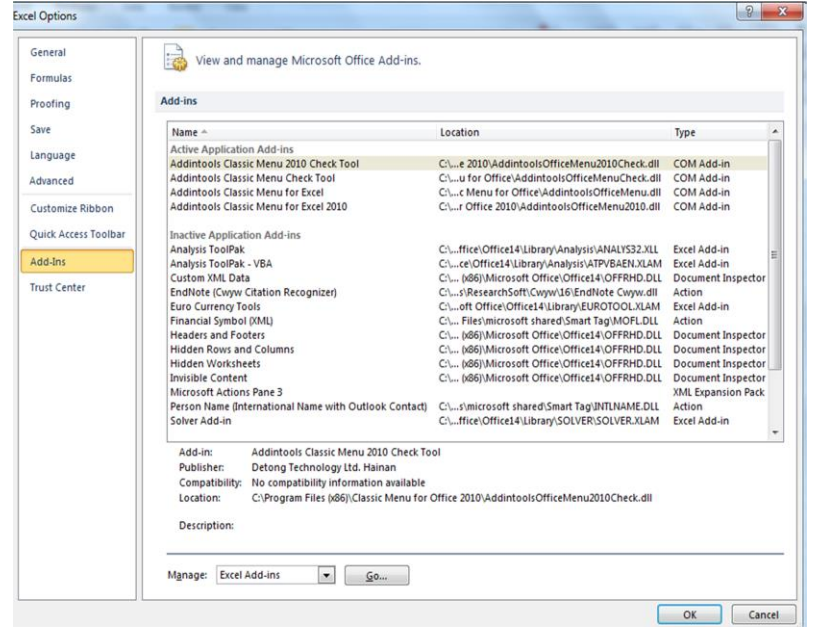 Excel Options
General
Formulas
Proofing
Save
Language
Advanced
Customize Ribbon
Quick Access Toolbar
Add-Ins
Trust Center
View and manage Microsoft Office Add-ins.
Add-ins
Name Location Type
Active Application Add-ins
Addintools Classic Menu 2010 Check Tool C:\...e 2010\AddintoolsOfficeMenu2010Check.dll COM Add-in
Addintools Classic Menu Check Tool C:\...u for Office\AddintoolsOfficeMenuCheck.dll COM Add-in
Addintools Classic Menu for Excel C:\...c Menu for Office\AddintoolsOfficeMenu.dll COM Add-in
Addintools Classic Menu for Excel 2010 C:\...r Office 2010\AddintoolsOfficeMenu2010.dll COM Add-in
Inactive Application Add-ins
Analysis ToolPak C:\...ffice\Office14\Library\Analysis\ANALYS32.XLL Excel Add-in
Analysis ToolPak - VBA C:\...ce\Office14\Library\Analysis\ATPVBAEN.XLAM Excel Add-in
Custom XML Data C:\... (x86)\Microsoft Office\Office14\OFFRHD.DLL Document Inspector
EndNote (Cwyw Citation Recognizer) C:\...s\ResearchSoft\Cwyw\16\EndNote Cwyw.dll Action
Euro Currency Tools C:\...oft Office\Office14\Library\EUROTOOL.XLAM Excel Add-in
Financial Symbol (XML) C:\... Files\microsoft shared\Smart Tag\MOFL.DLL Action
Headers and Footers C:\... (x86)\Microsoft Office\Office14\OFFRHD.DLL Document Inspector
Hidden Rows and Columns C:\... (x86)\Microsoft Office\Office14\OFFRHD.DLL Document Inspector
Hidden Worksheets C:\... (x86)\Microsoft Office\Office14\OFFRHD.DLL Document Inspector
Invisible Content C:\... (x86)\Microsoft Office\Office14\OFFRHD.DLL Document Inspector
Microsoft Actions Pane 3 XML Expansion Pack
Person Name (International Name with Outlook Contact) C:\...s\microsoft shared\Smart Tag\INTLNAME.DLL Action
Solver Add-in C:\...ffice\Office14\Library\SOLVER\SOLVER.XLAM Excel Add-in
Add-in: Addintools Classic Menu 2010 Check Tool
Publisher: Detong Technology Ltd. Hainan
Compatibility: No compatibility information available
Location: C:\Program Files (x86)\Classic Menu for Office 2010\AddintoolsOfficeMenu2010Check.dll
Description:
Manage: Excel Add-ins Go...
OK Cancel